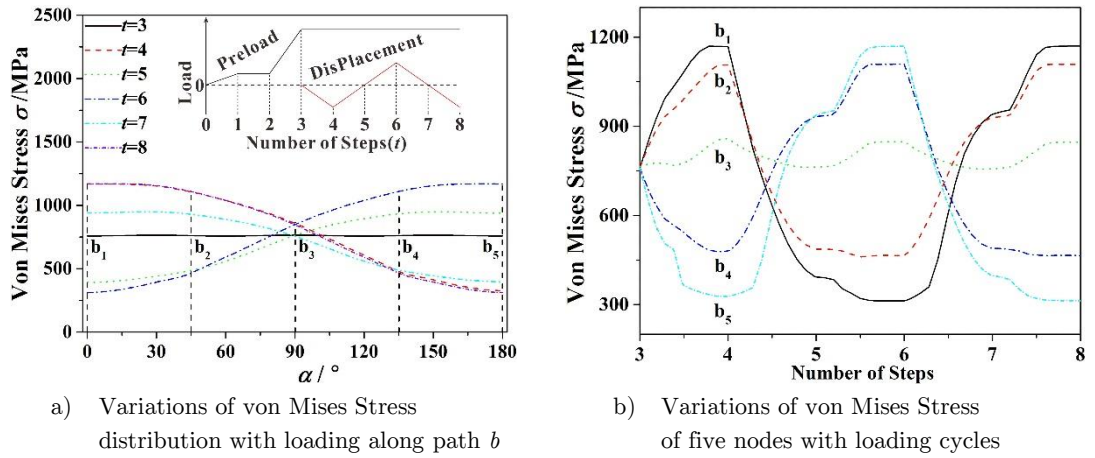 2500
2000
1500
1000
500
0
0 30 60 90 120 150 180
Von Mises Stress σ /MPa
α / °
t=3
t=4
t=5
t=6
t=7
t=8
Preload
DisPlacement
Load
0
0 1 2 3 4 5 6 7 8
Number of Steps(t)
b1 b2 b3 b4 b5
a) Variations of von Mises Stress
distribution with loading along path b
1200
900
600
300
3 4 5 6 7 8
Von Mises Stress σ/MPa
Number of Steps
b1
b2
b3
b4
b5
b) Variations of von Mises Stress
of five nodes with loading cycles